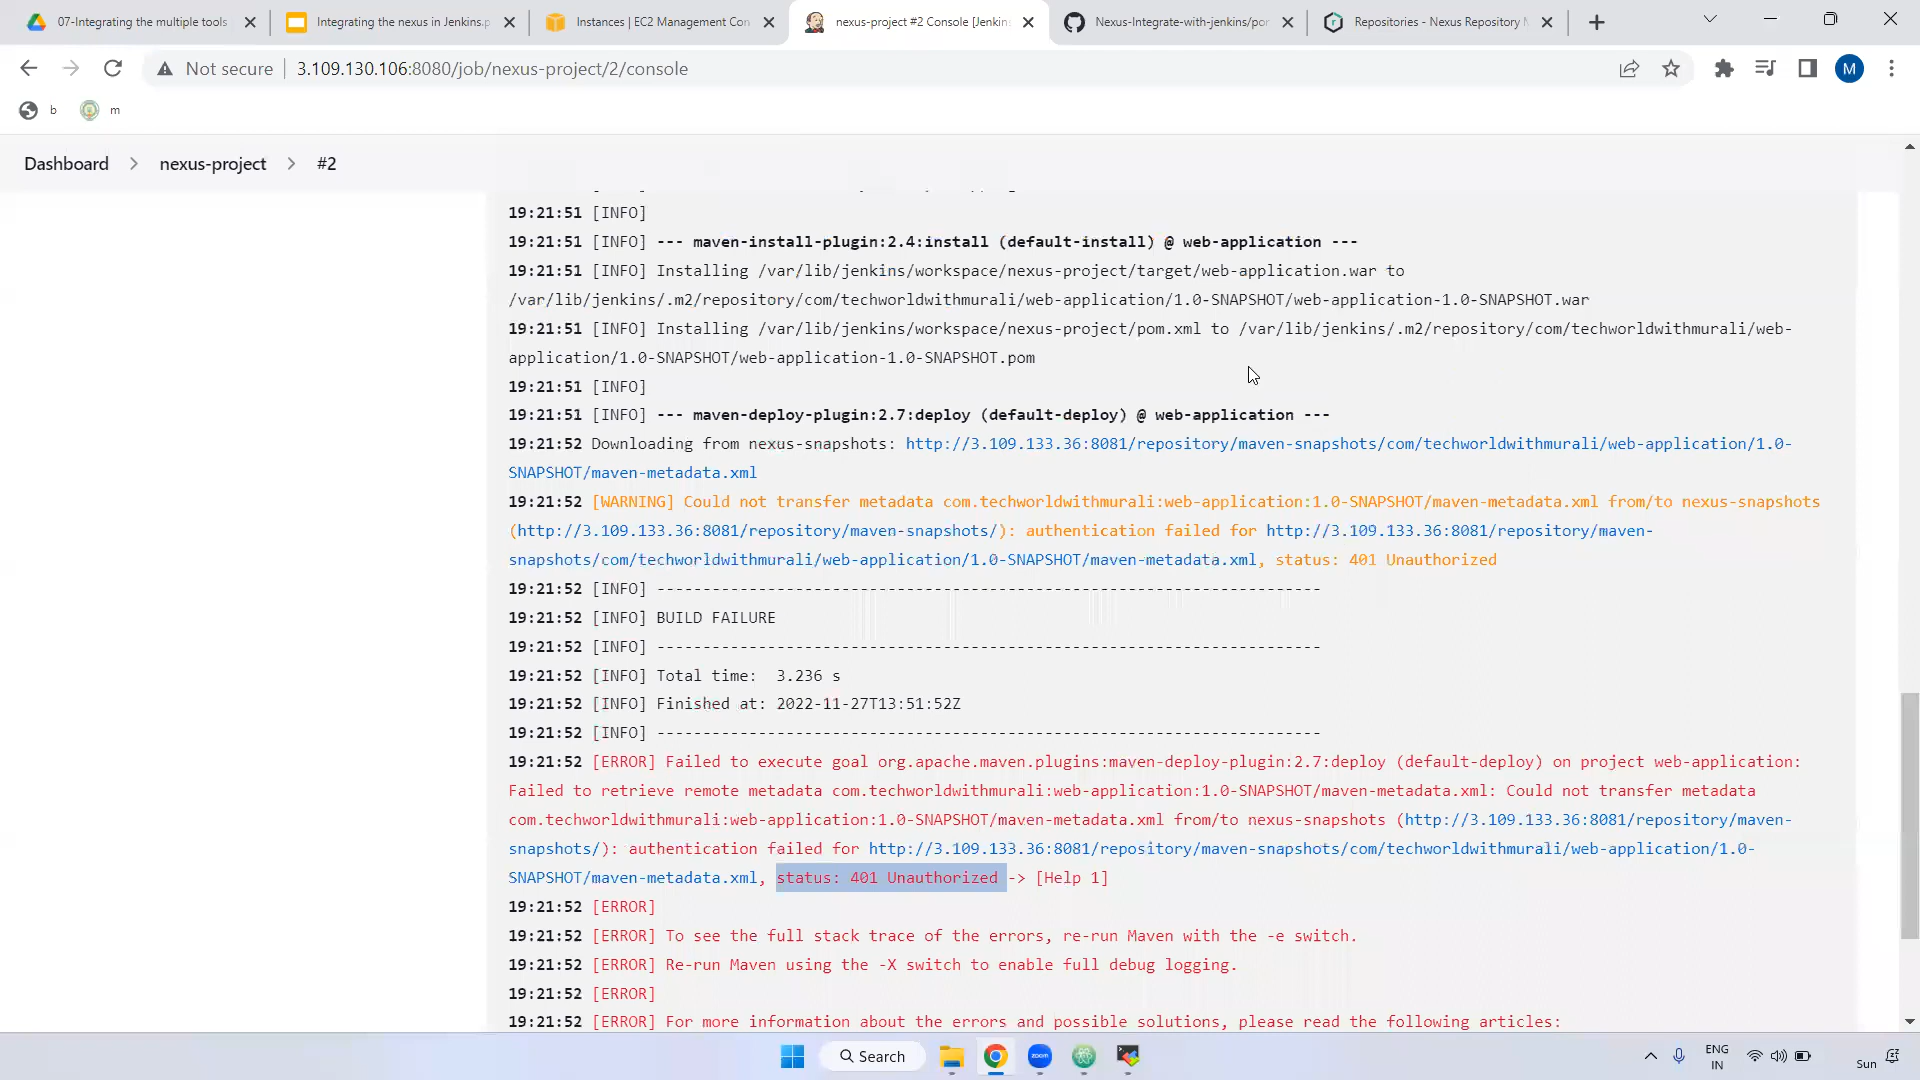 07-Integrating the multiple tools
Integrating the nexus in Jenkins.p
Instances | EC2 Management Con
nexus-project #2 Console [Jenkin
Nexus-Integrate-with-jenkins/por
Repositories - Nexus Repository M
Not secure
3.109.130.106:8080/job/nexus-project/2/console
M
b
m
Dashboard
nexus-project
#2
19:21:51 [INFO]
19:21:51 [INFO] --- maven-install-plugin:2.4:install (default-install) @ web-application ---
19:21:51 [INFO] Installing /var/lib/jenkins/workspace/nexus-project/target/web-application.war to
/var/lib/jenkins/.m2/repository/com/techworldwithmurali/web-application/1.0-SNAPSHOT/web-application-1.0-SNAPSHOT.war
19:21:51 [INFO] Installing /var/lib/jenkins/workspace/nexus-project/pom.xml to /var/lib/jenkins/.m2/repository/com/techworldwithmurali/web-
application/1.0-SNAPSHOT/web-application-1.0-SNAPSHOT.pom
19:21:51 [INFO]
19:21:51 [INFO] --- maven-deploy-plugin:2.7:deploy (default-deploy) @ web-application ---
19:21:52 Downloading from nexus-snapshots: http://3.109.133.36:8081/repository/maven-snapshots/com/techworldwithmurali/web-application/1.0-
SNAPSHOT/maven-metadata.xml
19:21:52 [WARNING] Could not transfer metadata com.techworldwithmurali:web-application:1.0-SNAPSHOT/maven-metadata.xml from/to nexus-snapshots
(http://3.109.133.36:8081/repository/maven-snapshots/): authentication failed for http://3.109.133.36:8081/repository/maven-
snapshots/com/techworldwithmurali/web-application/1.0-SNAPSHOT/maven-metadata.xml, status: 401 Unauthorized
19:21:52 [INFO] ------------------------------------------------------------------------
19:21:52 [INFO] BUILD FAILURE
19:21:52 [INFO] ------------------------------------------------------------------------
19:21:52 [INFO] Total time:  3.236 s
19:21:52 [INFO] Finished at: 2022-11-27T13:51:52Z
19:21:52 [INFO] ------------------------------------------------------------------------
19:21:52 [ERROR] Failed to execute goal org.apache.maven.plugins:maven-deploy-plugin:2.7:deploy (default-deploy) on project web-application:
Failed to retrieve remote metadata com.techworldwithmurali:web-application:1.0-SNAPSHOT/maven-metadata.xml: Could not transfer metadata
com.techworldwithmurali:web-application:1.0-SNAPSHOT/maven-metadata.xml from/to nexus-snapshots (http://3.109.133.36:8081/repository/maven-
snapshots/): authentication failed for http://3.109.133.36:8081/repository/maven-snapshots/com/techworldwithmurali/web-application/1.0-
SNAPSHOT/maven-metadata.xml, status: 401 Unauthorized -> [Help 1]
19:21:52 [ERROR]
19:21:52 [ERROR] To see the full stack trace of the errors, re-run Maven with the -e switch.
19:21:52 [ERROR] Re-run Maven using the -X switch to enable full debug logging.
19:21:52 [ERROR]
19:21:52 [ERROR] For more information about the errors and possible solutions, please read the following articles:
Search
zoom
ENG
IN
Sun